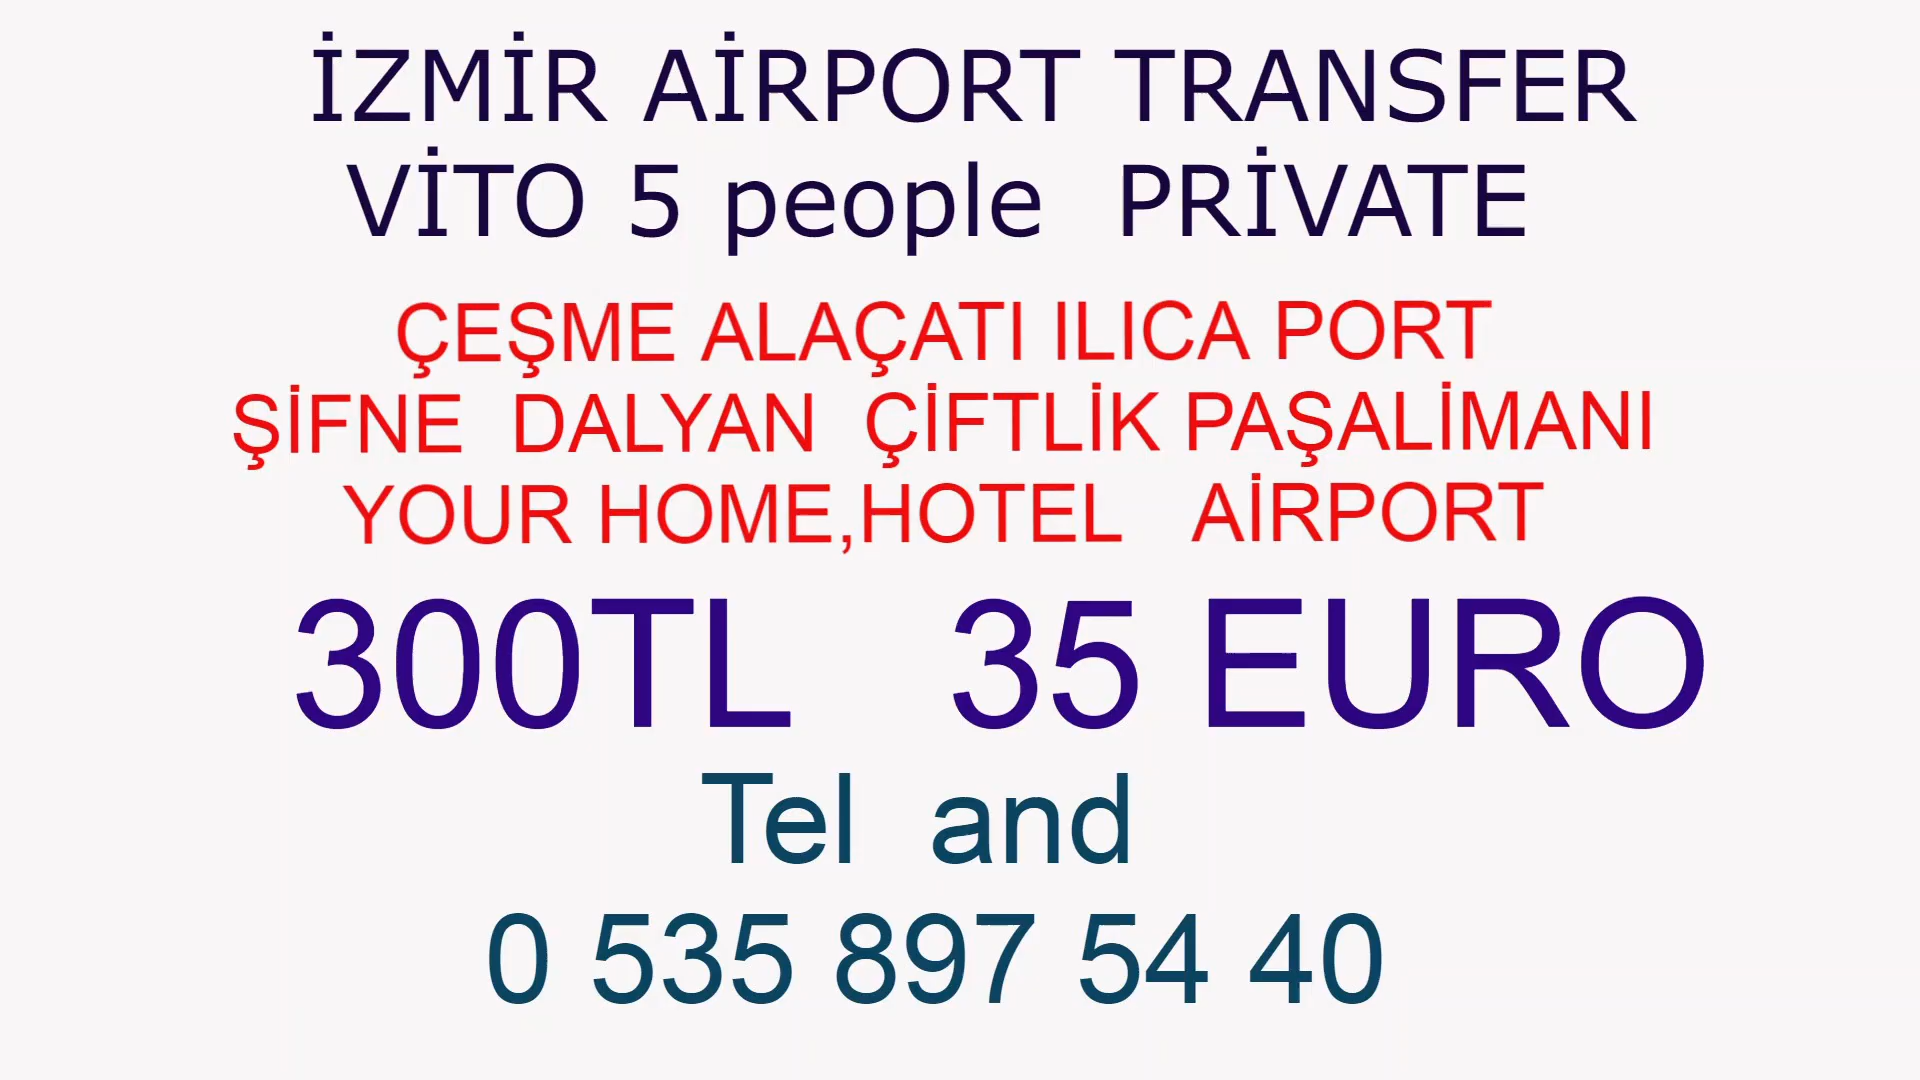 İZMİR AİRPORT TRANSFER
VİTO 5 people PRİVATE
ÇEŞME ALAÇATI ILICA PORT
ŞİFNE DALYAN ÇİFTLİK PAŞALİMANI
YOUR HOME,HOTEL AİRPORT
300TL 35 EURO
Tel and
0 535 897 54 40